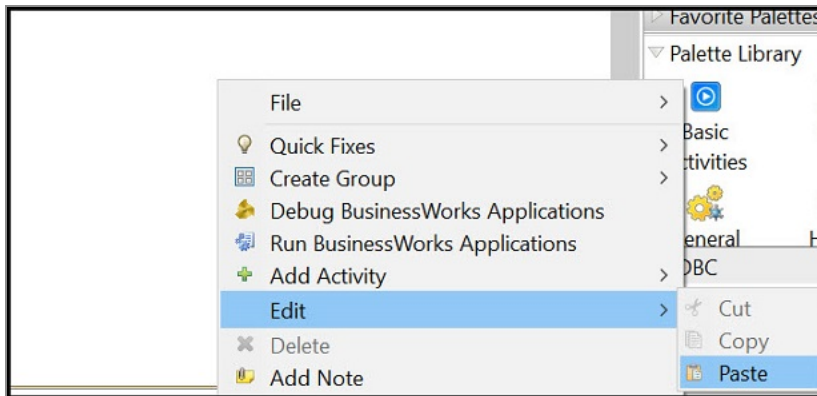 Favorite Palettes
Palette Library
File
Basic
Quick Fixes
ctivities
Create Group
Debug BusinessWorks Applications
Run BusinessWorks Applications
eneral
H
Add Activity
DBC
Edit
Cut
Delete
Copy
Add Note
Paste